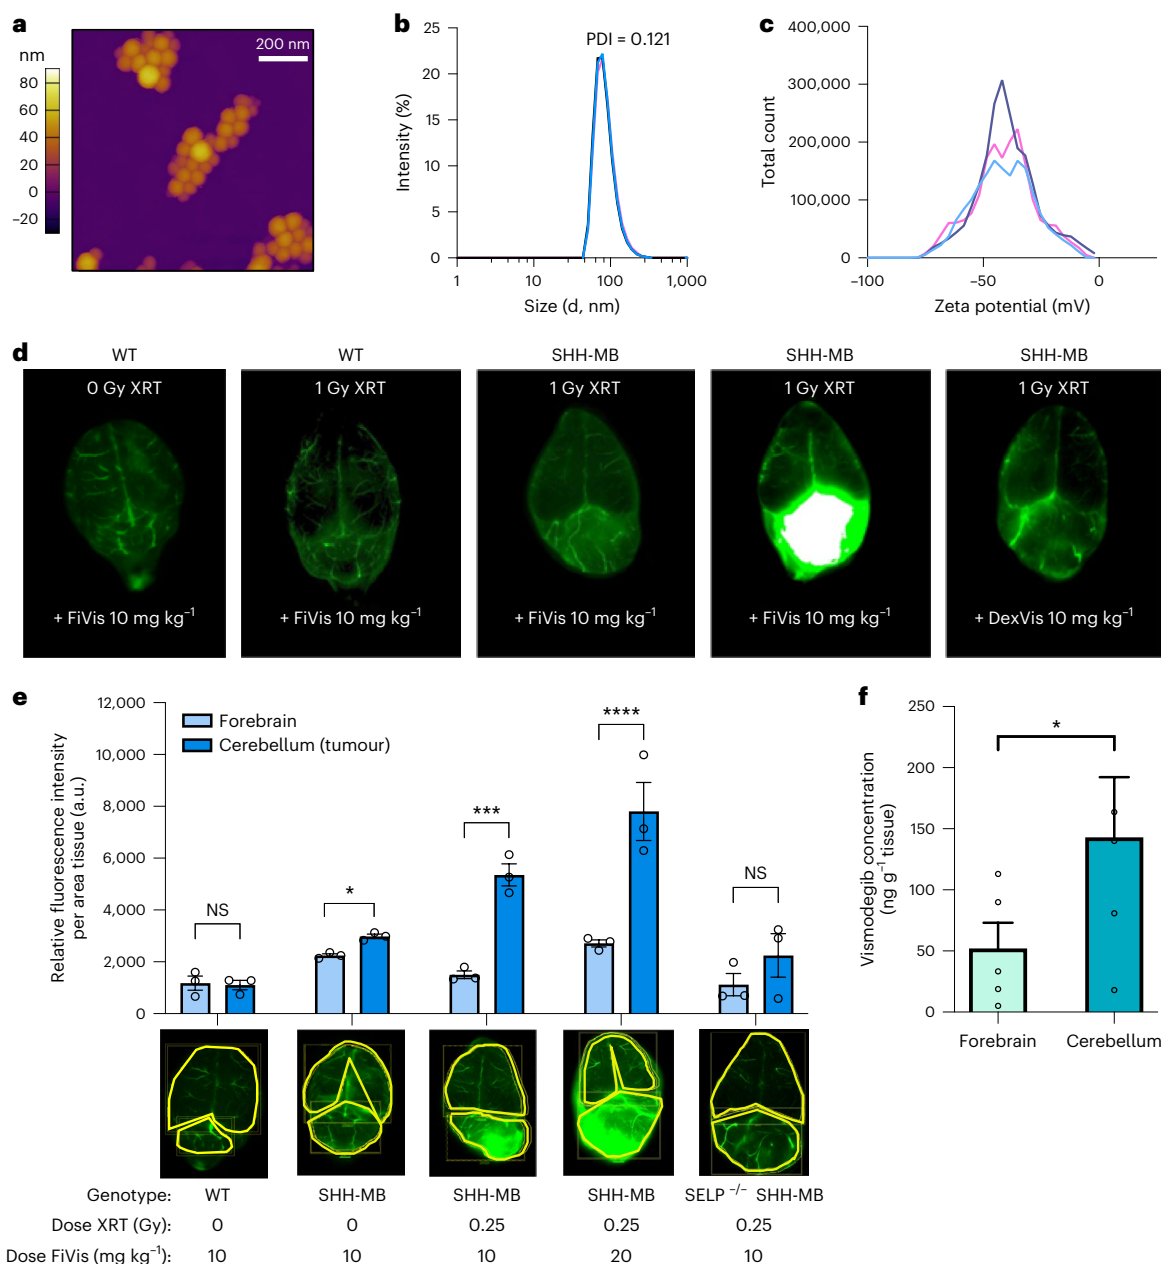 a
nm
80
60
40
20
0
−20
200 nm
b
PDI = 0.121
Intensity (%)
25
20
15
10
5
0
1
10
100
1,000
Size (d, nm)
c
Total count
400,000
300,000
200,000
100,000
0
−100
−50
0
Zeta potential (mV)
d
WT
WT
SHH-MB
SHH-MB
SHH-MB
0 Gy XRT
1 Gy XRT
1 Gy XRT
1 Gy XRT
1 Gy XRT
+ FiVis 10 mg kg⁻¹
+ FiVis 10 mg kg⁻¹
+ FiVis 10 mg kg⁻¹
+ FiVis 10 mg kg⁻¹
+ DexVis 10 mg kg⁻¹
e
Relative fluorescence intensity
per area tissue (a.u.)
12,000
10,000
8,000
6,000
4,000
2,000
0
Forebrain
Cerebellum (tumour)
NS
*
***
****
NS
Genotype: WT SHH-MB SHH-MB SHH-MB SELP ⁻/⁻ SHH-MB
Dose XRT (Gy): 0 0 0.25 0.25 0.25
Dose FiVis (mg kg⁻¹): 10 10 10 20 10
f
Vismodegib concentration
(ng g⁻¹ tissue)
250
200
150
100
50
0
*
Forebrain
Cerebellum